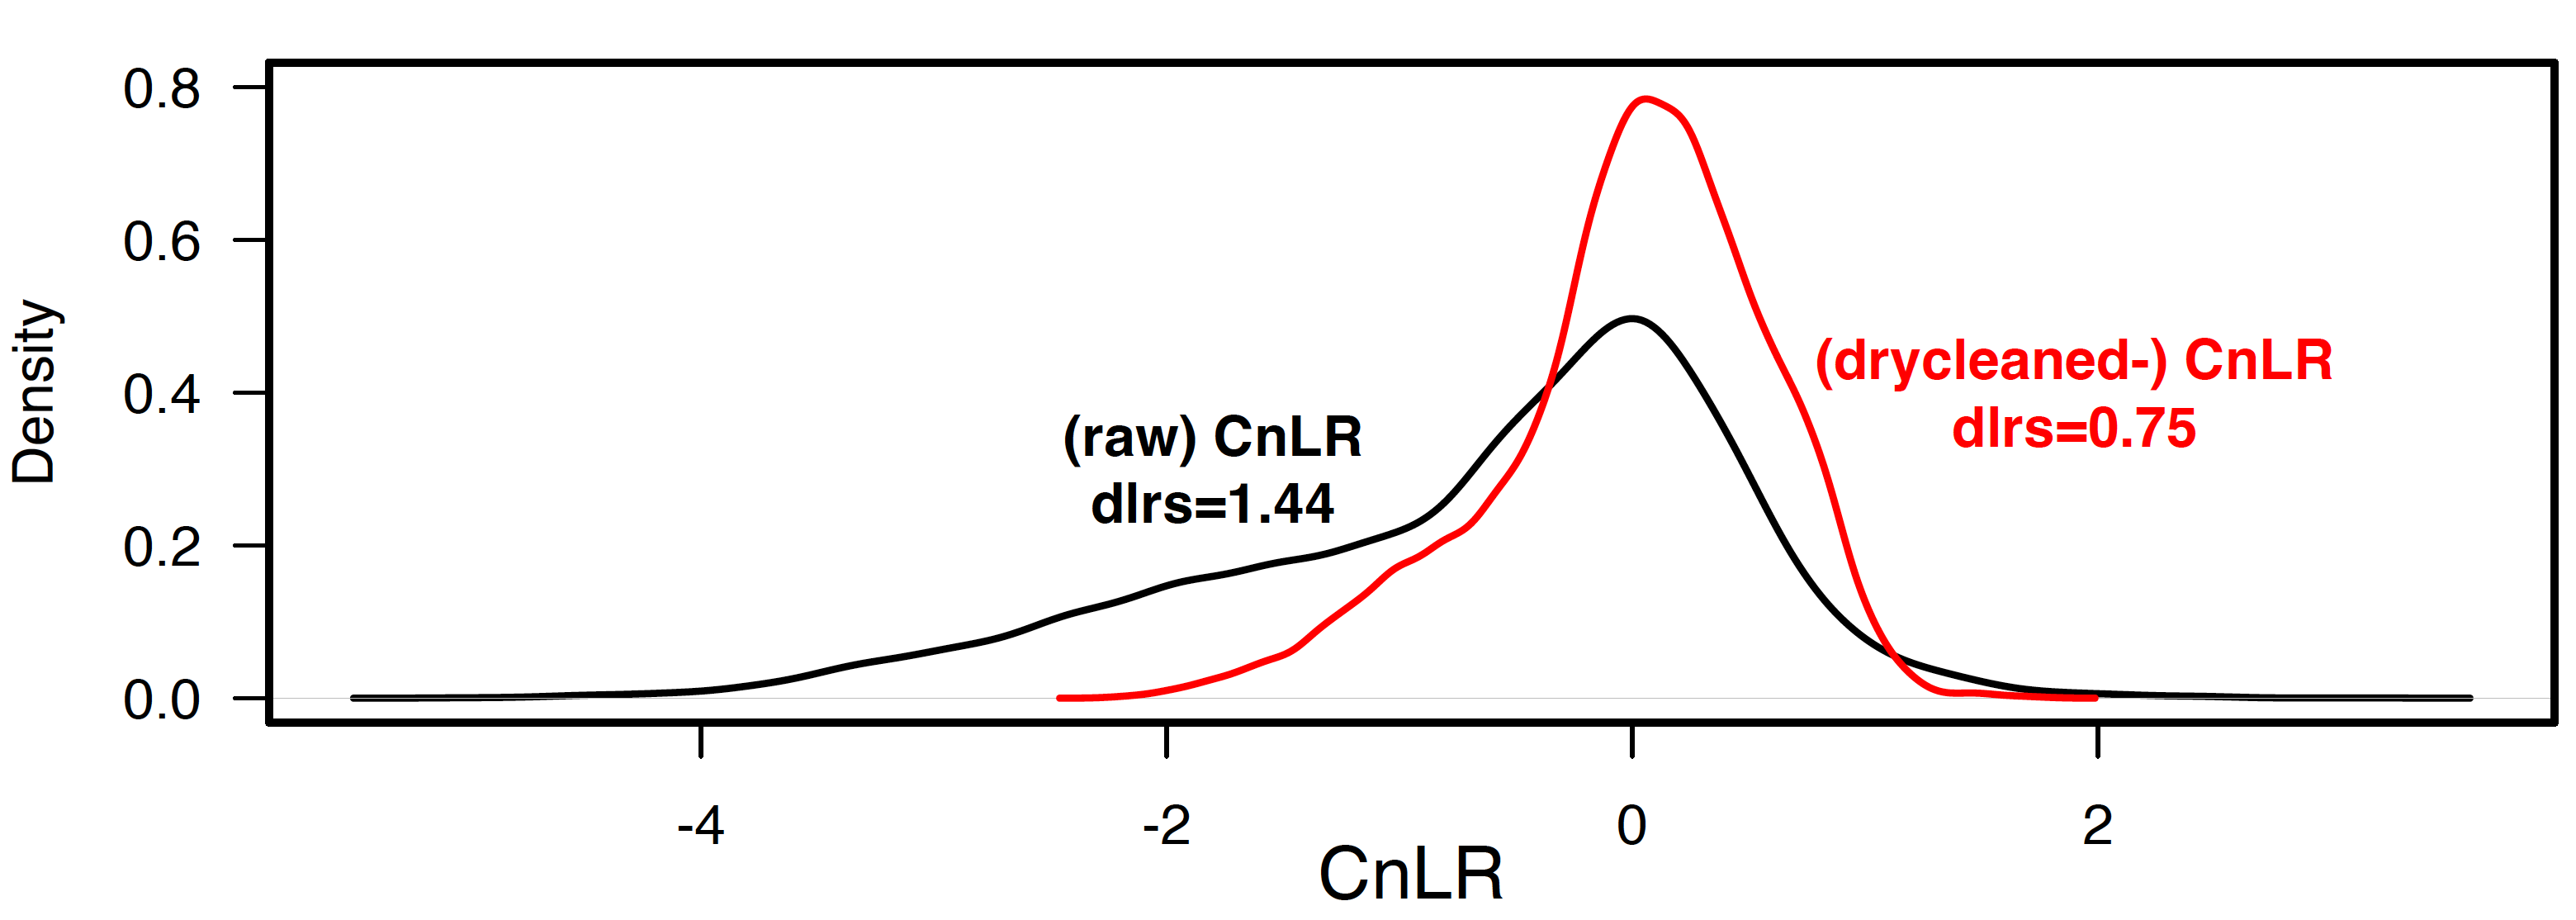 0.8
0.6
0.4
0.2
0.0
Density
(raw) CnLR
dlrs=1.44
(drycleaned-) CnLR
dlrs=0.75
-4
-2
0
2
CnLR